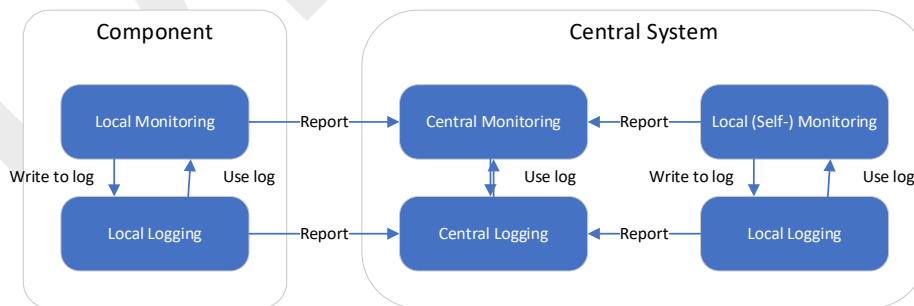 Component
Central System
Local Monitoring
Report
Central Monitoring
Report
Local (Self-) Monitoring
Write to log
Use log
Use log
Write to log
Use log
Local Logging
Report
Central Logging
Report
Local Logging